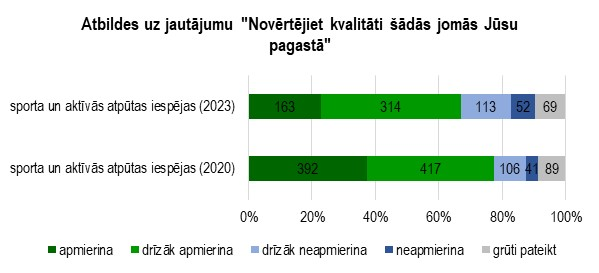 Atbildes uz jautājumu "Novērtējiet kvalitāti šādās jomās Jūsu
pagastā"
sporta un aktīvās atpūtas iespējas (2023)
163 314 113 52 69
sporta un aktīvās atpūtas iespējas (2020)
392 417 106 41 89
0% 20% 40% 60% 80% 100%
apmierina drīzāk apmierina drīzāk neapmierina neapmierina grūti pateikt